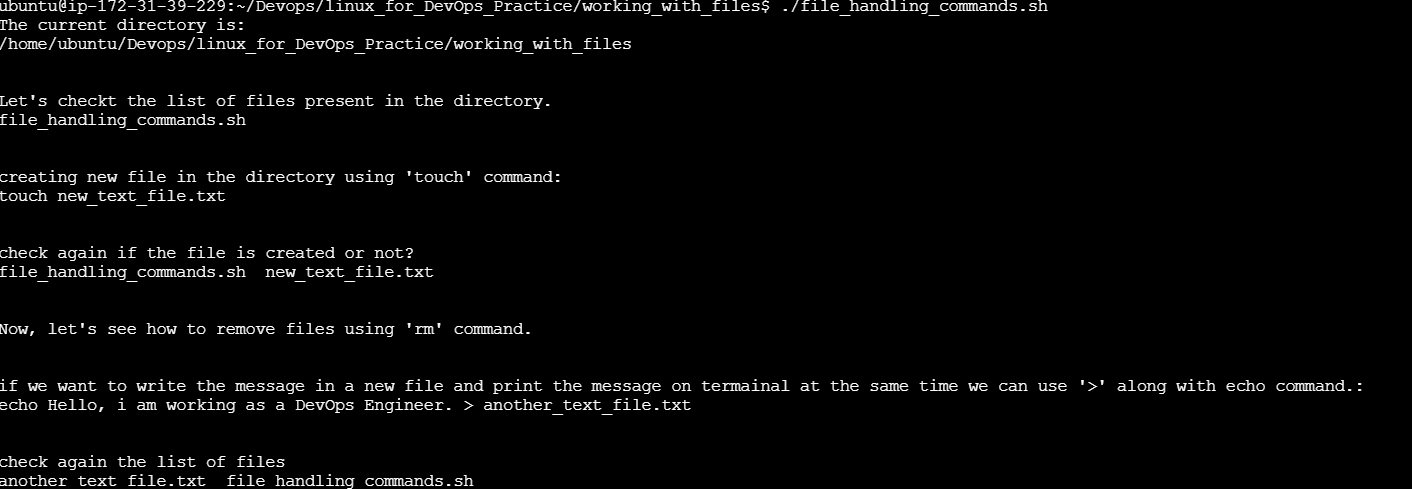 ubuntu@ip-172-31-39-229:~/Devops/linux_for_DevOps_Practice/working_with_files$ ./file_handling_commands.sh
The current directory is:
/home/ubuntu/Devops/linux_for_DevOps_Practice/working_with_files
Let's checkt the list of files present in the directory.
file_handling_commands.sh
creating new file in the directory using 'touch' command:
touch new_text_file.txt
check again if the file is created or not?
file_handling_commands.sh  new_text_file.txt
Now, let's see how to remove files using 'rm' command.
if we want to write the message in a new file and print the message on termainal at the same time we can use '>' along with echo command.:
echo Hello, i am working as a DevOps Engineer. > another_text_file.txt
check again the list of files
another_text_file.txt  file_handling_commands.sh